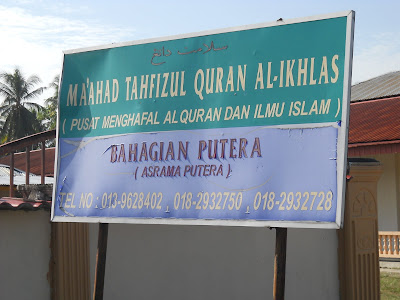 MA'AHAD TAHFIZUL QURAN AL-IKHLAS
( PUSAT MENGHAFAL ALQURAN DAN ILMU ISLAM )
BAHAGIAN PUTERA
( ASRAMA PUTERA )
TEL NO : 013-9628402 , 018-2932750 , 018-2932728